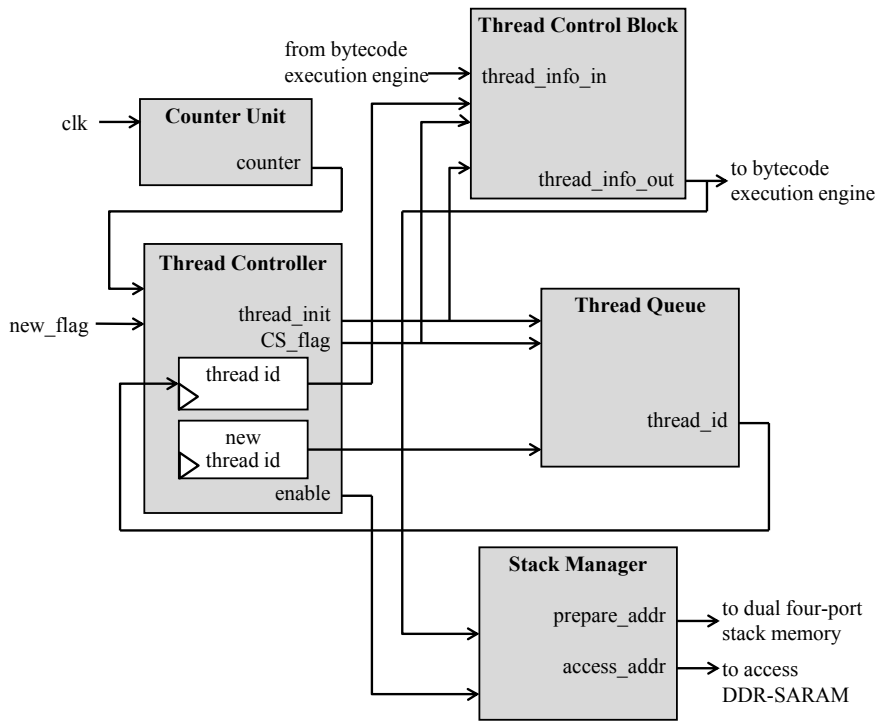 Thread Control Block
from bytecode
execution engine
thread_info_in
Counter Unit
clk
counter
thread_info_out
to bytecode
execution engine
Thread Controller
new_flag
thread_init
CS_flag
thread id
new
thread id
enable
Thread Queue
thread_id
Stack Manager
prepare_addr
to dual four-port
stack memory
access_addr
to access
DDR-SARAM